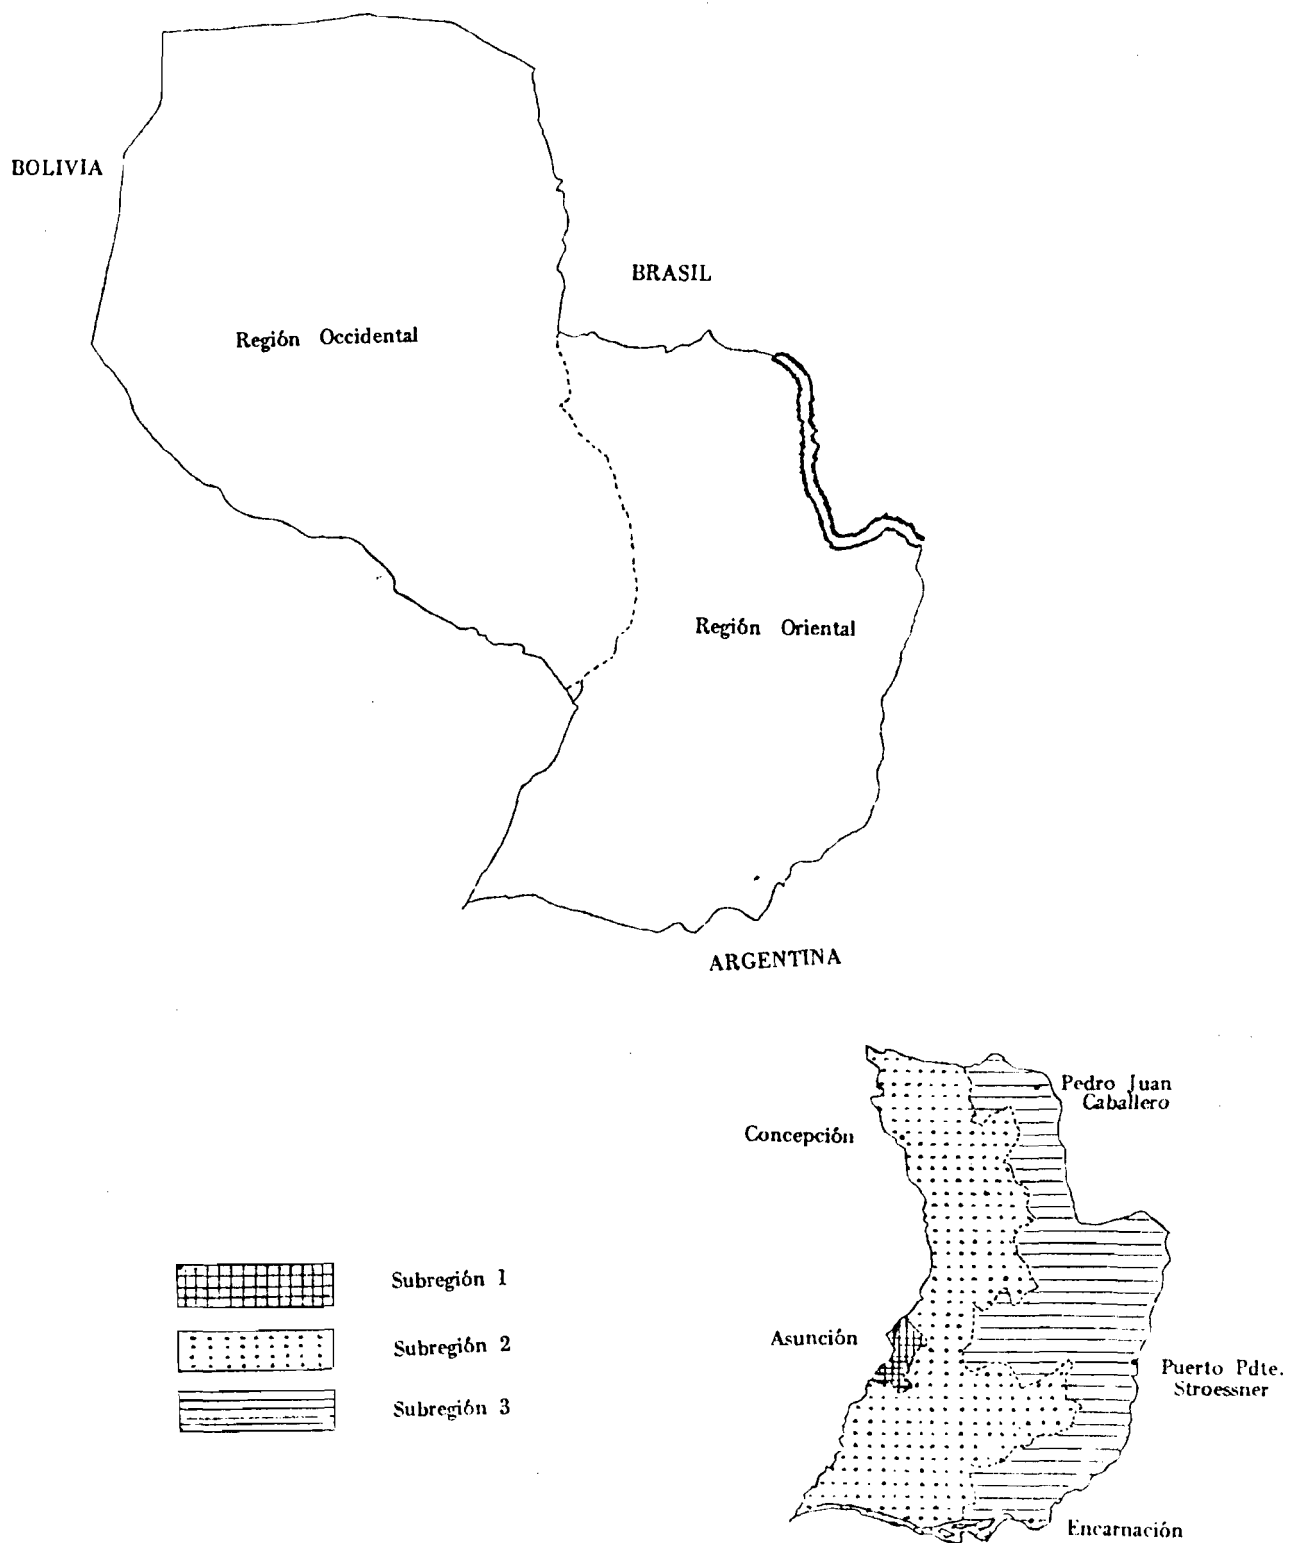 BOLIVIA
BRASIL
Región Occidental
Región Oriental
ARGENTINA
Pedro Juan
Caballero
Concepción
Subregión 1
Subregión 2
Subregión 3
Asunción
Puerto Pdte.
Stroessner
Encarnación